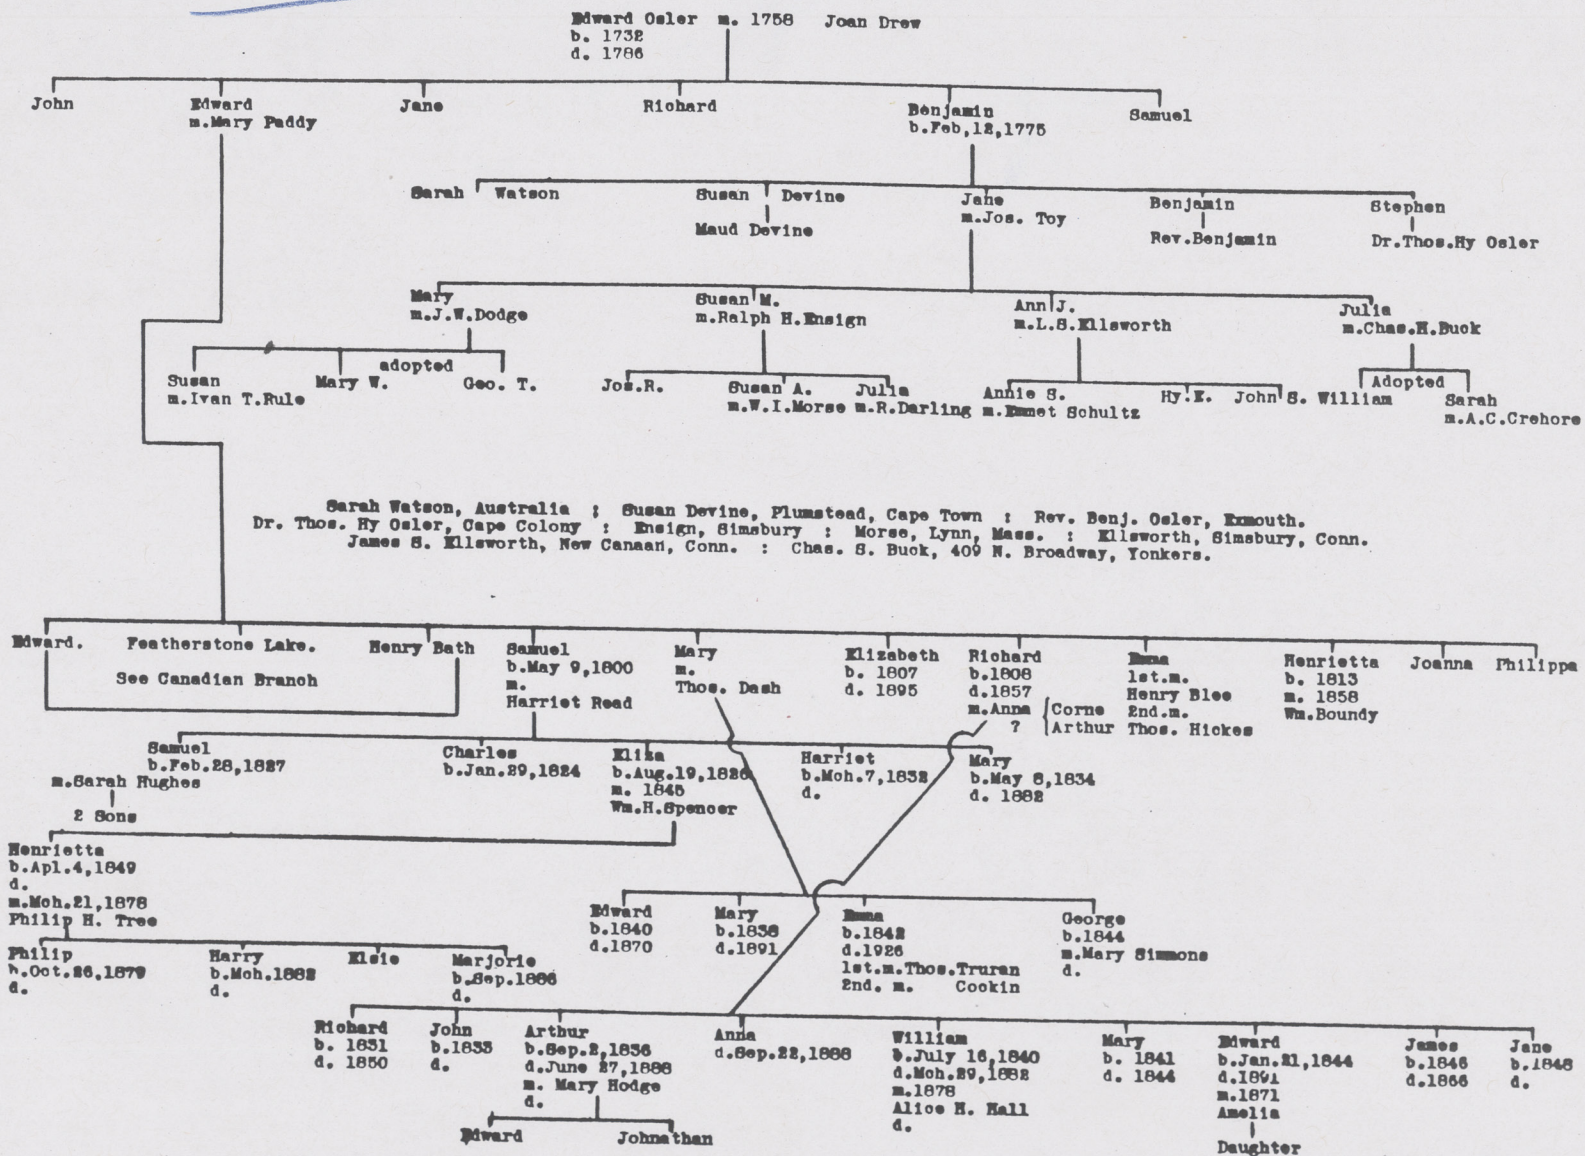 Edward Osler m. 1758 Joan Drew
b. 1732
d. 1786
John Edward Jane Richard Benjamin Samuel
m.Mary Paddy b.Feb,12,1775
Sarah Watson Susan Devine Jane Benjamin Stephen
m.Jos. Toy
Maud Devine Rev.Benjamin Dr.Thos.Hy Osler
Mary Susan M. Ann J. Julia
m.J.W.Dodge m.Ralph H.Ensign m.L.S.Ellsworth m.Chas.H.Buck
adopted Adopted
Susan Mary W. Geo. T. Jos.R. Susan A. Julia Annie S. Hy.E. John S. William Sarah
m.Ivan T.Rule m.W.I.Morse m.R.Darling m.Emmet Schultz m.A.C.Crehore
Sarah Watson, Australia : Susan Devine, Plumstead, Cape Town : Rev. Benj. Osler, Exmouth.
Dr. Thos. Hy Osler, Cape Colony : Ensign, Simsbury : Morse, Lynn, Mass. : Ellsworth, Simsbury, Conn.
James S. Ellsworth, New Canaan, Conn. : Chas. S. Buck, 409 N. Broadway, Yonkers.
Edward. Featherstone Lake. Henry Bath
See Canadian Branch
Samuel
b.May 9,1800
m.
Harriet Read
Mary
m.
Thos. Dash
Elizabeth
b. 1807
d. 1895
Richard
b.1808
d.1857
m.Anna {Corne
? {Arthur
Emma
1st.m.
Henry Blee
2nd.m.
Thos. Hickes
Henrietta
b. 1813
m. 1858
Wm.Boundy
Joanna
Philippa
Samuel
b.Feb.28,1827
m.Sarah Hughes
2 Sons
Charles
b.Jan.29,1824
Eliza
b.Aug.19,1826
m. 1845
Wm.H.Spencer
Harriet
b.Mch.7,1832
d.
Mary
b.May 8,1834
d. 1882
Henrietta
b.Apl.4,1849
d.
m.Mch.21,1878
Philip H. Tree
Philip
b.Oct.26,1879
d.
Harry
b.Mch.1882
d.
Elsie
Marjorie
b.Sep.1886
d.
Edward
b.1840
d.1870
Mary
b.1838
d.1891
Emma
b.1842
d.1926
1st.m.Thos.Truran
2nd. m. Cookin
George
b.1844
m.Mary Simmons
d.
Richard
b. 1831
d. 1850
John
b.1833
d.
Arthur
b.Sep.2,1836
d.June 27,1888
m. Mary Hodge
d.
Edward Johnathan
Anna
d.Sep.22,1888
William
b.July 16,1840
d.Mch.29,1882
m.1878
Alice H. Hall
d.
Mary
b. 1841
d. 1844
Edward
b.Jan.21,1844
d.1891
m.1871
Amelia
Daughter
James
b.1846
d.1866
Jane
b.1848
d.